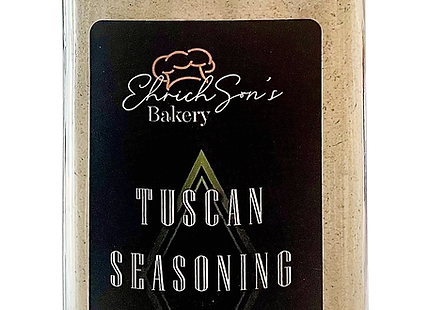 EhrichSon's
Bakery
TUSCAN
SEASONING